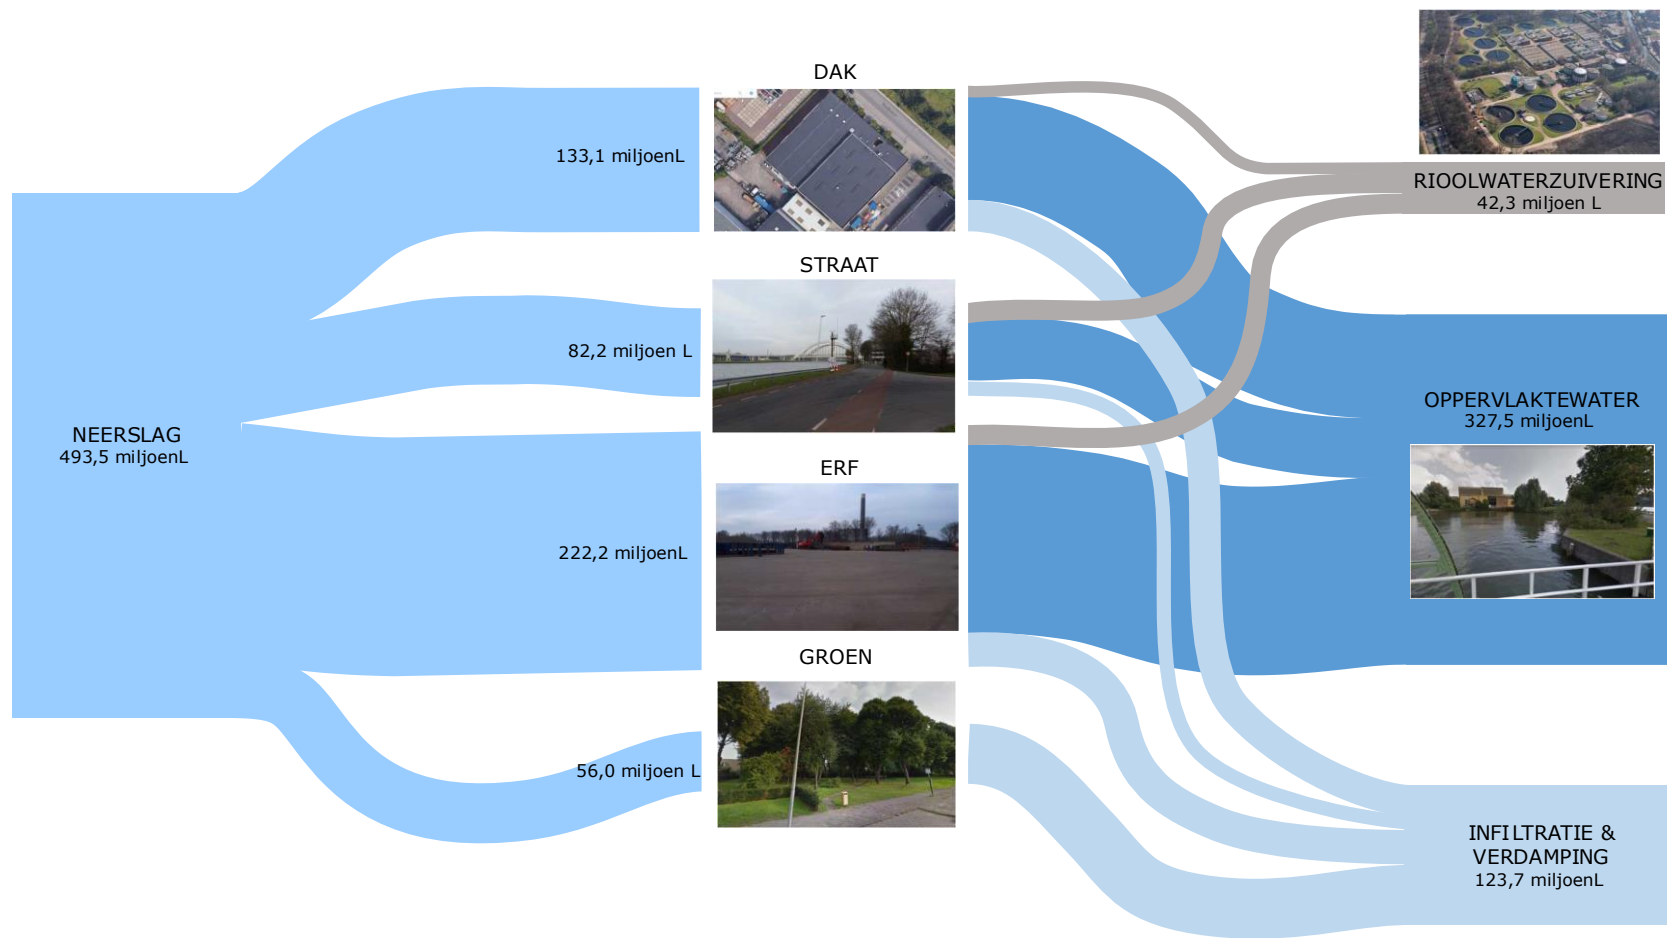 DAK
133,1 miljoenL
RIOOLWATERZUIVERING
42,3 miljoen L
STRAAT
82,2 miljoen L
OPPERVLAKTEWATER
327,5 miljoenL
NEERSLAG
493,5 miljoenL
ERF
222,2 miljoenL
GROEN
56,0 miljoen L
INFILTRATIE &
VERDAMPING
123,7 miljoenL